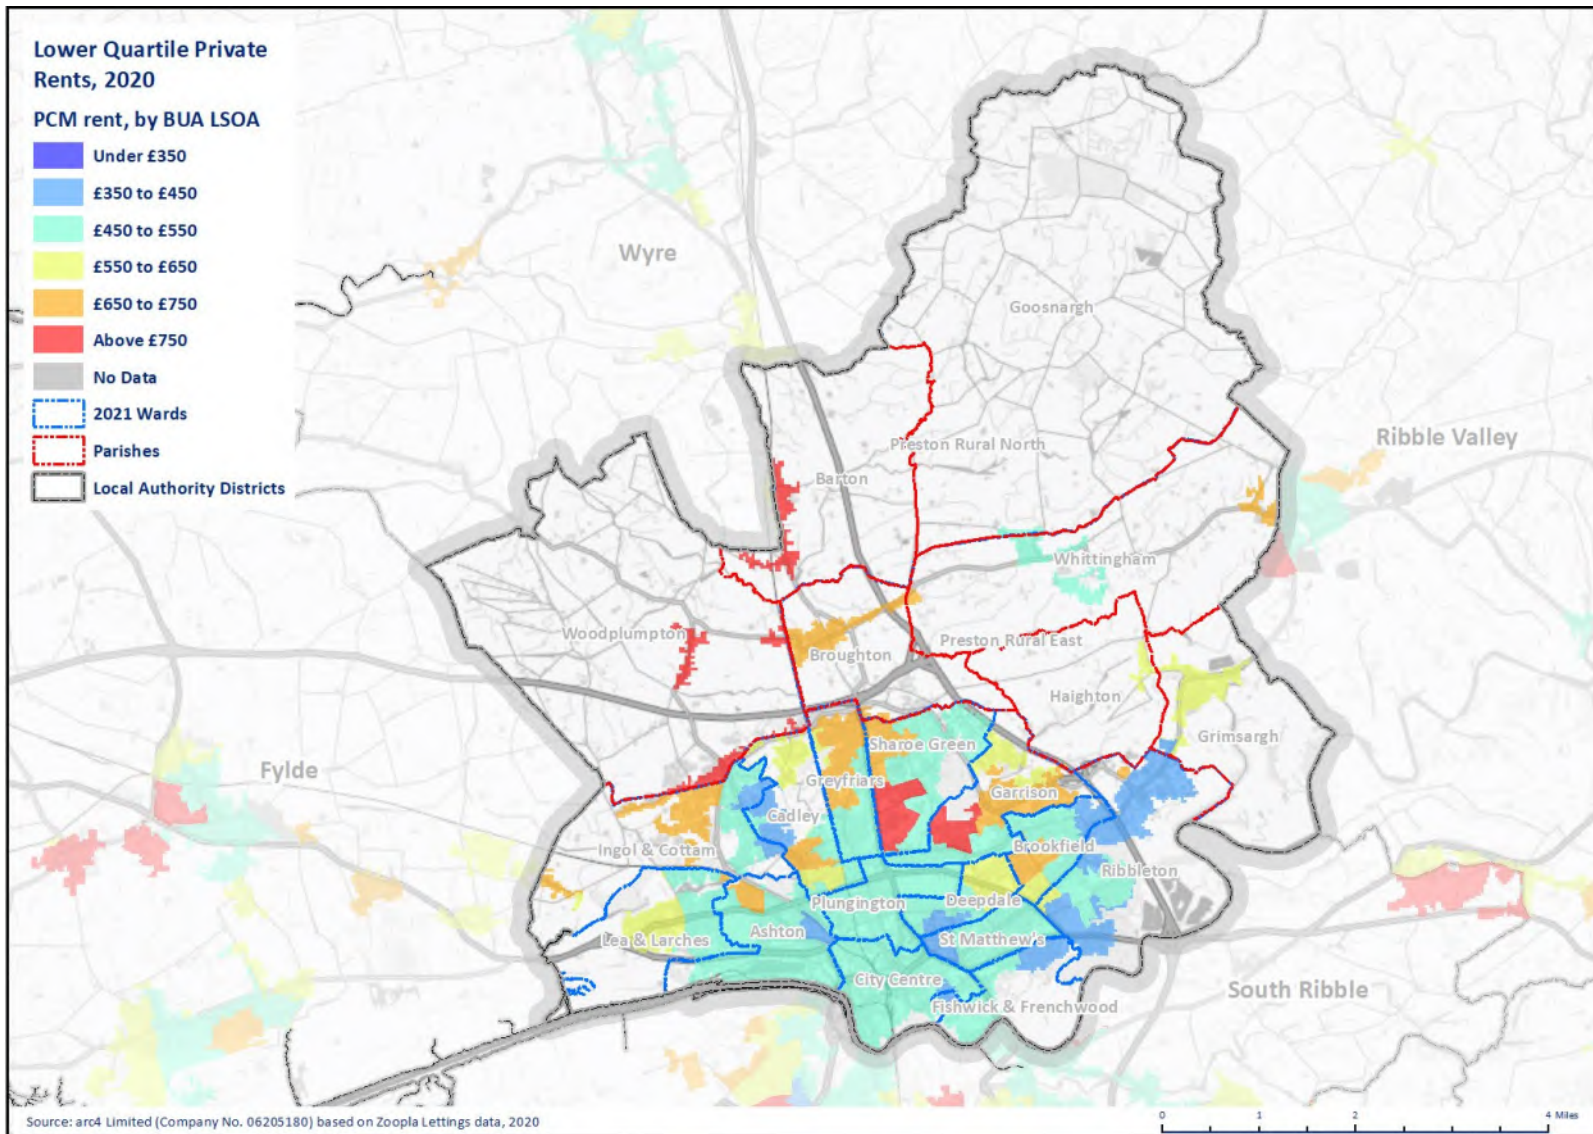 Lower Quartile Private
Rents, 2020
PCM rent, by BUA LSOA
Under £350
£350 to £450
£450 to £550
£550 to £650
£650 to £750
Above £750
No Data
2021 Wards
Parishes
Local Authority Districts
Wyre
Goosnargh
Ribble Valley
Preston Rural North
Barton
Whittingham
Woodplumpton
Preston Rural East
Broughton
Haighton
Grimsargh
Sharoe Green
Fylde
Greyfriars
Garrison
Cadley
Brookfield
Ingol & Cottam
Ribbleton
Plungington
Deepdale
Lea & Larches
Ashton
St Matthew's
City Centre
South Ribble
Fishwick & Frenchwood
Source: arc4 Limited (Company No. 06205180) based on Zoopla Lettings data, 2020
0 1 2 4 Miles